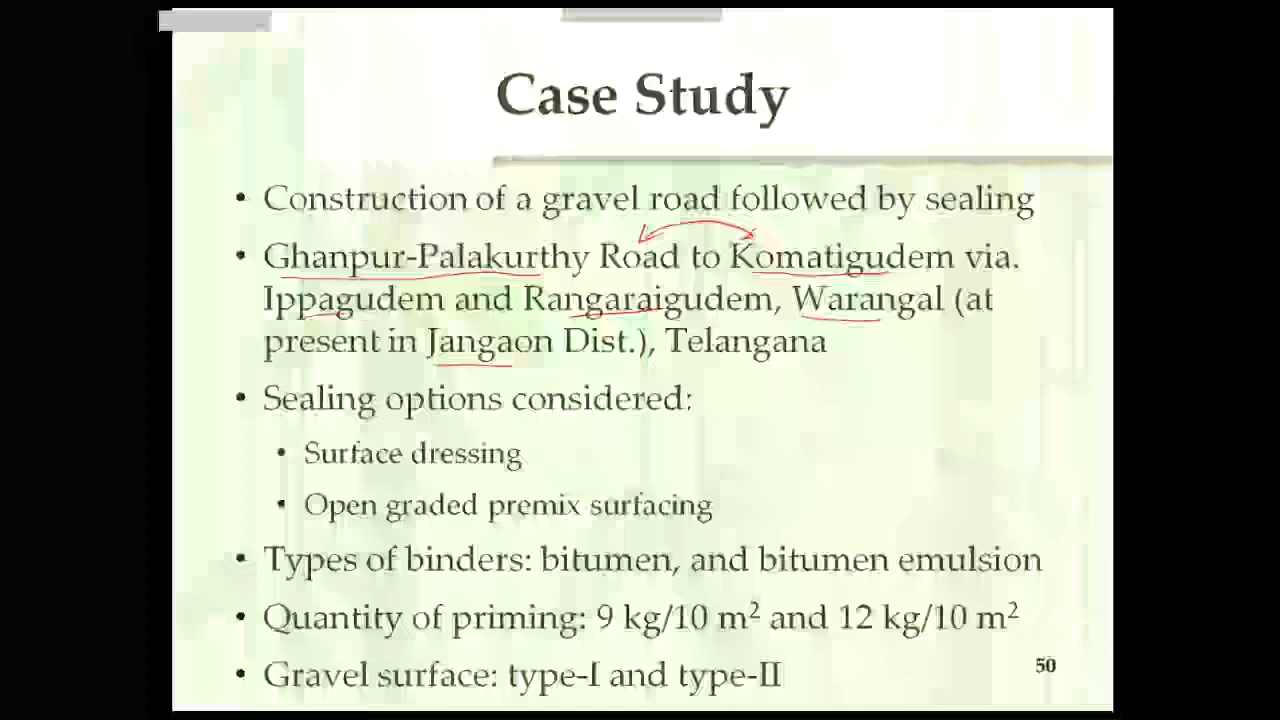 Case Study
• Construction of a gravel road followed by sealing
• Ghanpur-Palakurthy Road to Komatigudem via.
Ippagudem and Rangaraigudem, Warangal (at
present in Jangaon Dist.), Telangana
• Sealing options considered:
• Surface dressing
• Open graded premix surfacing
• Types of binders: bitumen, and bitumen emulsion
• Quantity of priming: 9 kg/10 m² and 12 kg/10 m²
• Gravel surface: type-I and type-II
50